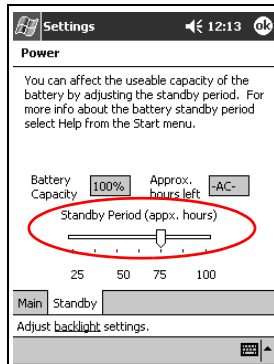 Settings 12:13 ok
Power
You can affect the useable capacity of the
battery by adjusting the standby period. For
more info about the battery standby period
select Help from the Start menu.
Battery Capacity 100% Approx. hours left -AC-
Standby Period (appx. hours)
25 50 75 100
Main Standby
Adjust backlight settings.